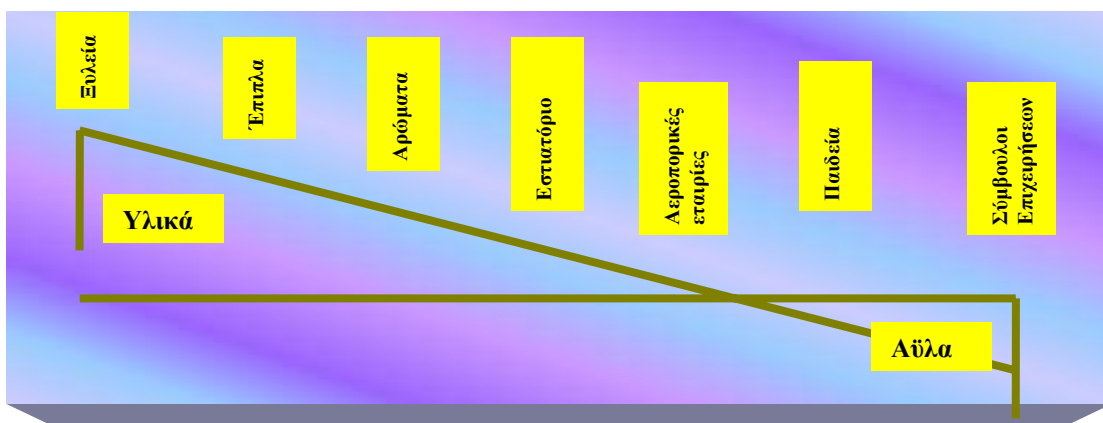 Ξυλεία
Έπιπλα
Αρώματα
Εστιατόριο
Αεροπορικές
εταιρίες
Παιδεία
Σύμβουλοι
Επιχειρήσεων
Υλικά
Αϋλα